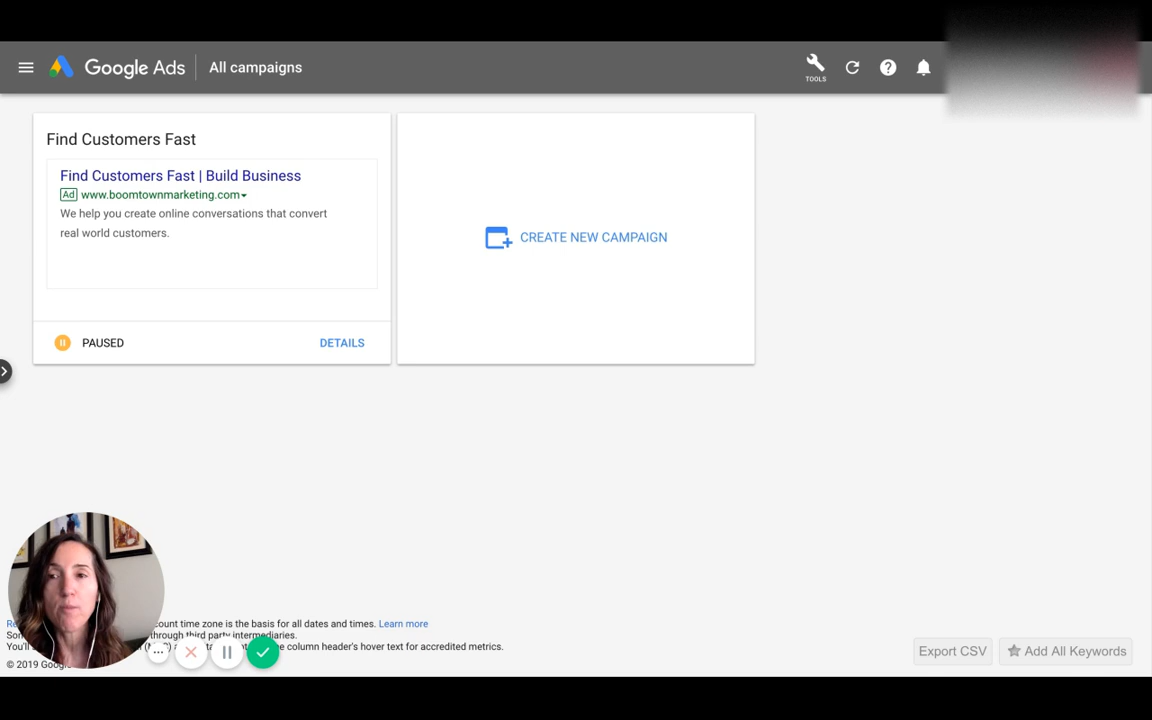 Google Ads
All campaigns
TOOLS
Find Customers Fast
Find Customers Fast | Build Business
Ad www.boomtownmarketing.com
We help you create online conversations that convert
real world customers.
CREATE NEW CAMPAIGN
PAUSED
DETAILS
count time zone is the basis for all dates and times. Learn more
through third party intermediaries.
You'll
column header's hover text for accredited metrics.
© 2019 Google
Export CSV
Add All Keywords